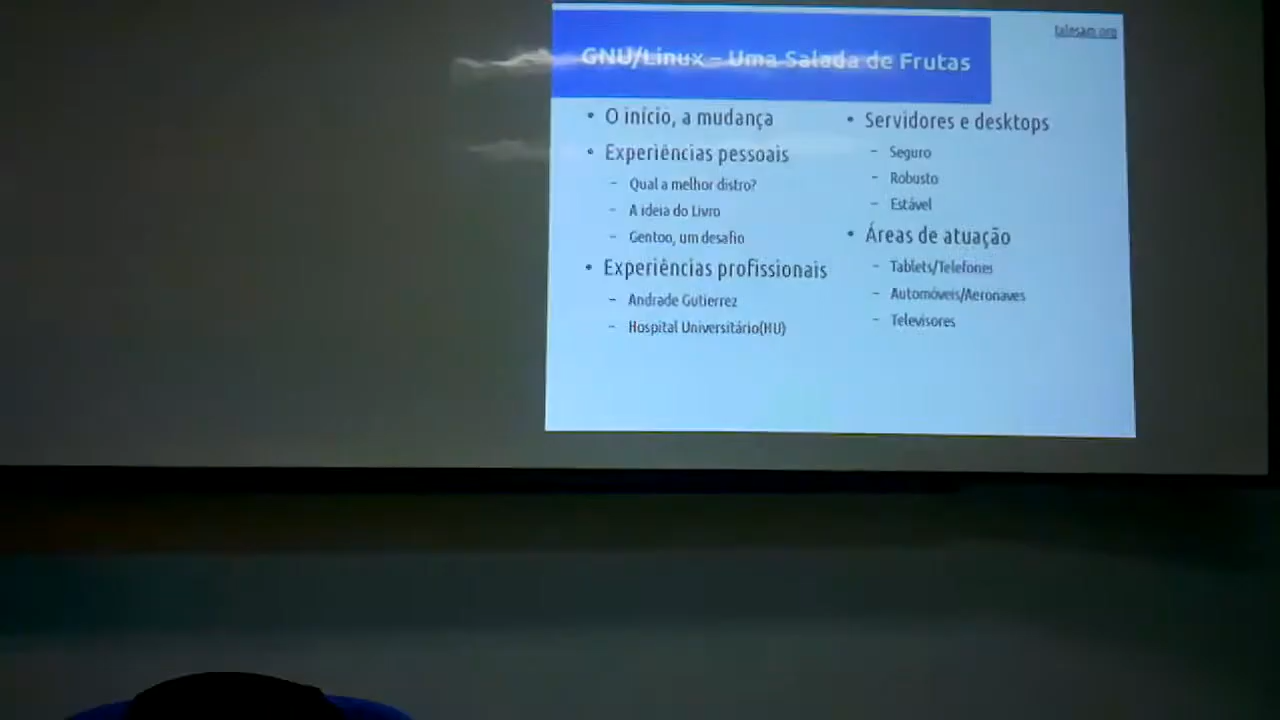 talesam.org
GNU/Linux – Uma Salada de Frutas
• O início, a mudança
• Experiências pessoais
– Qual a melhor distro?
– A ideia do Livro
– Gentoo, um desafio
• Experiências profissionais
– Andrade Gutierrez
– Hospital Universitário(HU)
• Servidores e desktops
– Seguro
– Robusto
– Estável
• Áreas de atuação
– Tablets/Telefones
– Automóveis/Aeronaves
– Televisores